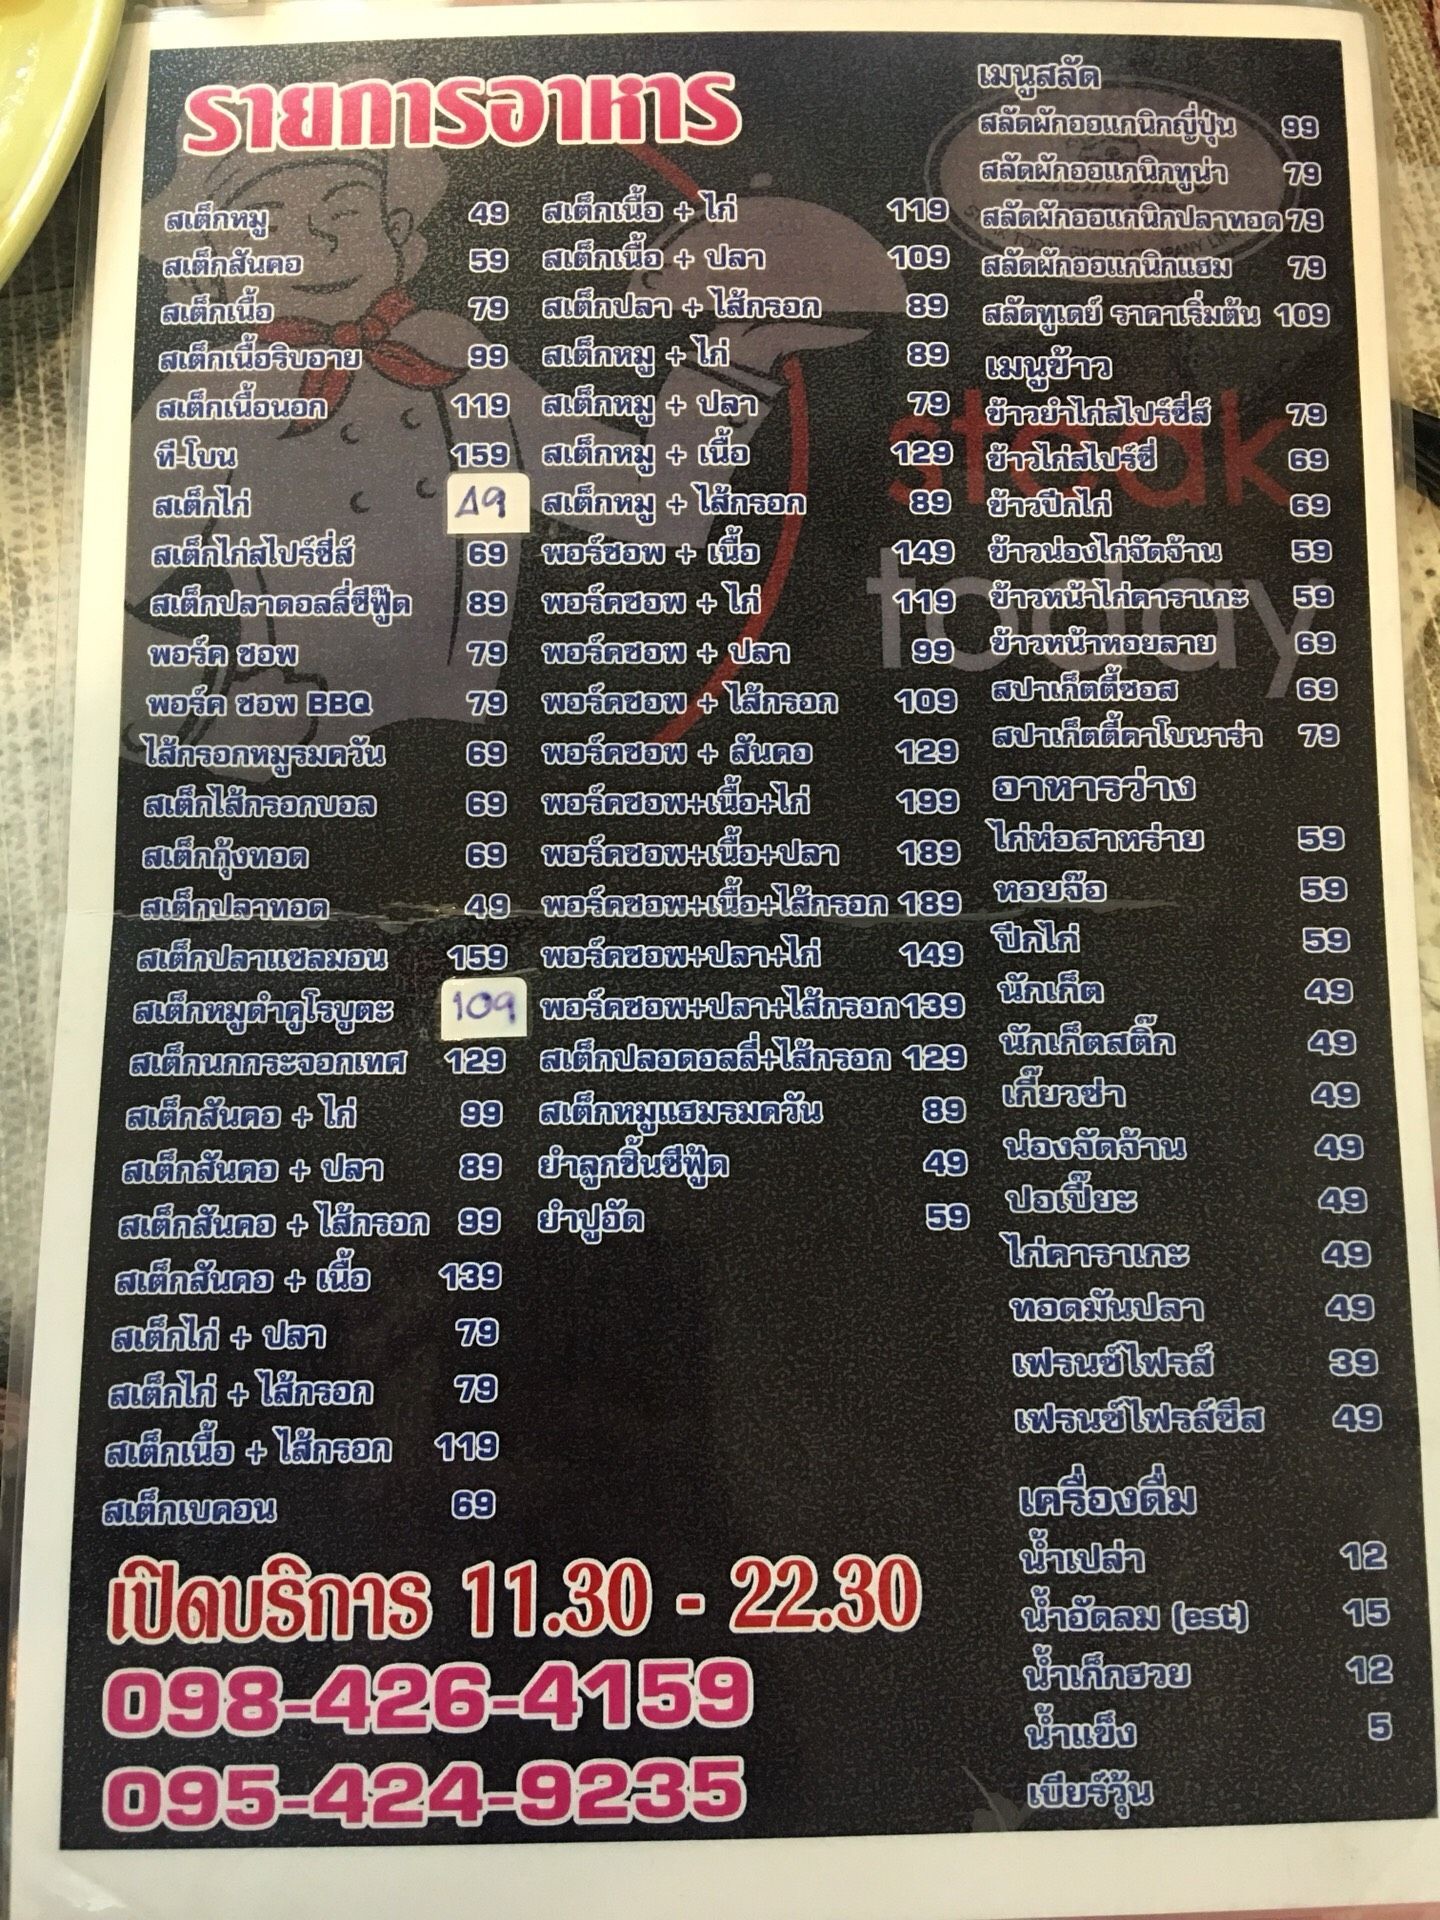 รายการอาหาร
สเต็กหมู 49
สเต็กสันคอ 59
สเต็กเนื้อ 79
สเต็กเนื้อริบอาย 99
สเต็กเนื้อนอก 119
ที-โบน 159
สเต็กไก่ 49
สเต็กไก่สไปร์ซี่ส์ 69
สเต็กปลาดอลลี่ซีฟู๊ด 89
พอร์ค ชอพ 79
พอร์ค ชอพ BBQ 79
ไส้กรอกหมูรมควัน 69
สเต็กไส้กรอกบอล 69
สเต็กกุ้งทอด 69
สเต็กปลาทอด 49
สเต็กปลาแซลมอน 159
สเต็กหมูดำคูโรบูตะ 109
สเต็กนกกระจอกเทศ 129
สเต็กสันคอ + ไก่ 99
สเต็กสันคอ + ปลา 89
สเต็กสันคอ + ไส้กรอก 99
สเต็กสันคอ + เนื้อ 139
สเต็กไก่ + ปลา 79
สเต็กไก่ + ไส้กรอก 79
สเต็กเนื้อ + ไส้กรอก 119
สเต็กเบคอน 69
สเต็กเนื้อ + ไก่ 119
สเต็กเนื้อ + ปลา 109
สเต็กปลา + ไส้กรอก 89
สเต็กหมู + ไก่ 89
สเต็กหมู + ปลา 79
สเต็กหมู + เนื้อ 129
สเต็กหมู + ไส้กรอก 89
พอร์ชอพ + เนื้อ 149
พอร์คชอพ + ไก่ 119
พอร์คชอพ + ปลา 99
พอร์คชอพ + ไส้กรอก 109
พอร์คชอพ + สันคอ 129
พอร์คชอพ+เนื้อ+ไก่ 199
พอร์คชอพ+เนื้อ+ปลา 189
พอร์คชอพ+เนื้อ+ไส้กรอก 189
พอร์คชอพ+ปลา+ไก่ 149
พอร์คชอพ+ปลา+ไส้กรอก 139
สเต็กปลอดอลลี่+ไส้กรอก 129
สเต็กหมูแฮมรมควัน 89
ยำลูกชิ้นซีฟู้ด 49
ยำปูอัด 59
เมนูสลัด
สลัดผักออแกนิกญี่ปุ่น 99
สลัดผักออแกนิกทูน่า 79
สลัดผักออแกนิกปลาทอด 79
สลัดผักออแกนิกแฮม 79
สลัดทูเดย์ ราคาเริ่มต้น 109
เมนูข้าว
ข้าวยำไก่สไปร์ซี่ส์ 79
ข้าวไก่สไปร์ซี่ 69
ข้าวปีกไก่ 69
ข้าวน่องไก่จัดจ้าน 59
ข้าวหน้าไก่คาราเกะ 59
ข้าวหน้าหอยลาย 69
สปาเก็ตตี้ซอส 69
สปาเก็ตตี้คาโบนาร่า 79
อาหารว่าง
ไก่ห่อสาหร่าย 59
หอยจ๊อ 59
ปีกไก่ 59
นักเก็ต 49
นักเก็ตสติ๊ก 49
เกี๊ยวซ่า 49
น่องจัดจ้าน 49
ปอเปี๊ยะ 49
ไก่คาราเกะ 49
ทอดมันปลา 49
เฟรนช์ไฟรส์ 39
เฟรนช์ไฟรส์ชีส 49
เครื่องดื่ม
น้ำเปล่า 12
น้ำอัดลม (est) 15
น้ำเก็กฮวย 12
น้ำแข็ง 5
เบียร์วุ้น
steak
today
เปิดบริการ 11.30 - 22.30
098-426-4159
095-424-9235